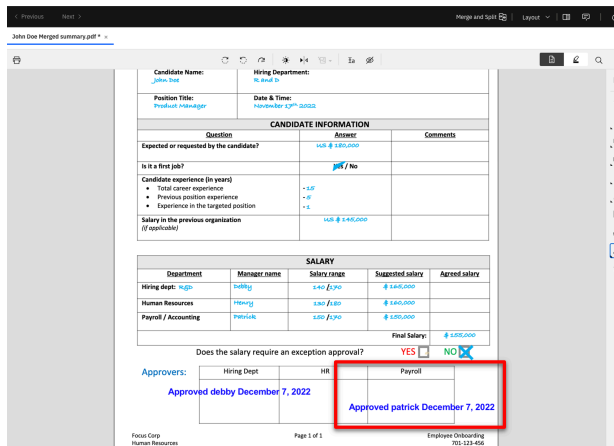 < Previous Next > Merge and Split Layout
John Doe Merged summary.pdf * ×
Candidate Name: Hiring Department:
John Doe R and D
Position Title: Date & Time:
Product Manager November 17th 2022
CANDIDATE INFORMATION
Question Answer Comments
Expected or requested by the candidate? US $ 180,000
Is it a first job? Yes / No
Candidate experience (in years)
• Total career experience - 15
• Previous position experience - 5
• Experience in the targeted position - 1
Salary in the previous organization US $ 145,000
(if applicable)
SALARY
Department Manager name Salary range Suggested salary Agreed salary
Hiring dept: R&D Debby 140 /170 $ 165,000
Human Resources Henry 130 /180 $ 160,000
Payroll / Accounting Patrick 150 /170 $ 150,000
Final Salary: $ 155,000
Does the salary require an exception approval? YES NO
Approvers: Hiring Dept HR Payroll
Approved debby December 7, 2022
Approved patrick December 7, 2022
Focus Corp Page 1 of 1 Employee Onboarding
Human Resources 701-123-456